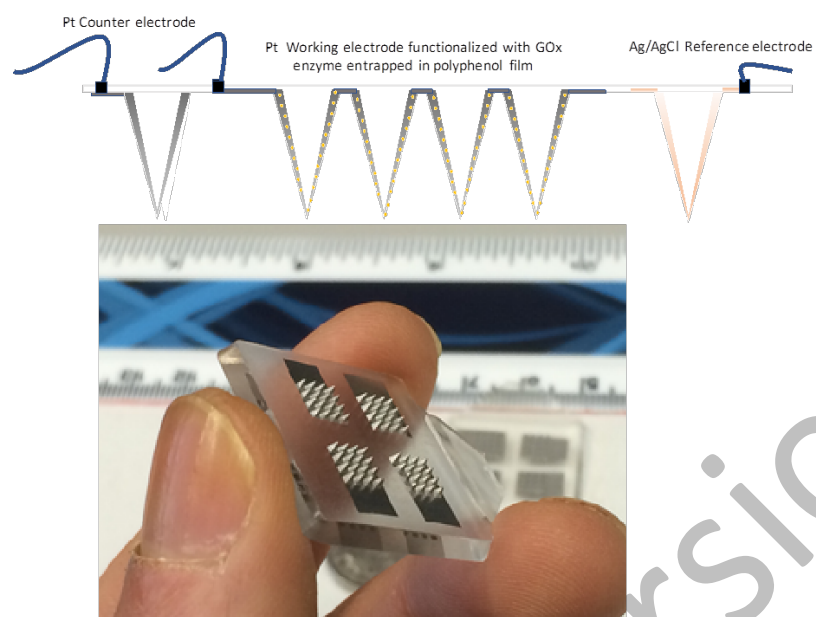 Pt Counter electrode
Pt Working electrode functionalized with GOx
enzyme entrapped in polyphenol film
Ag/AgCl Reference electrode